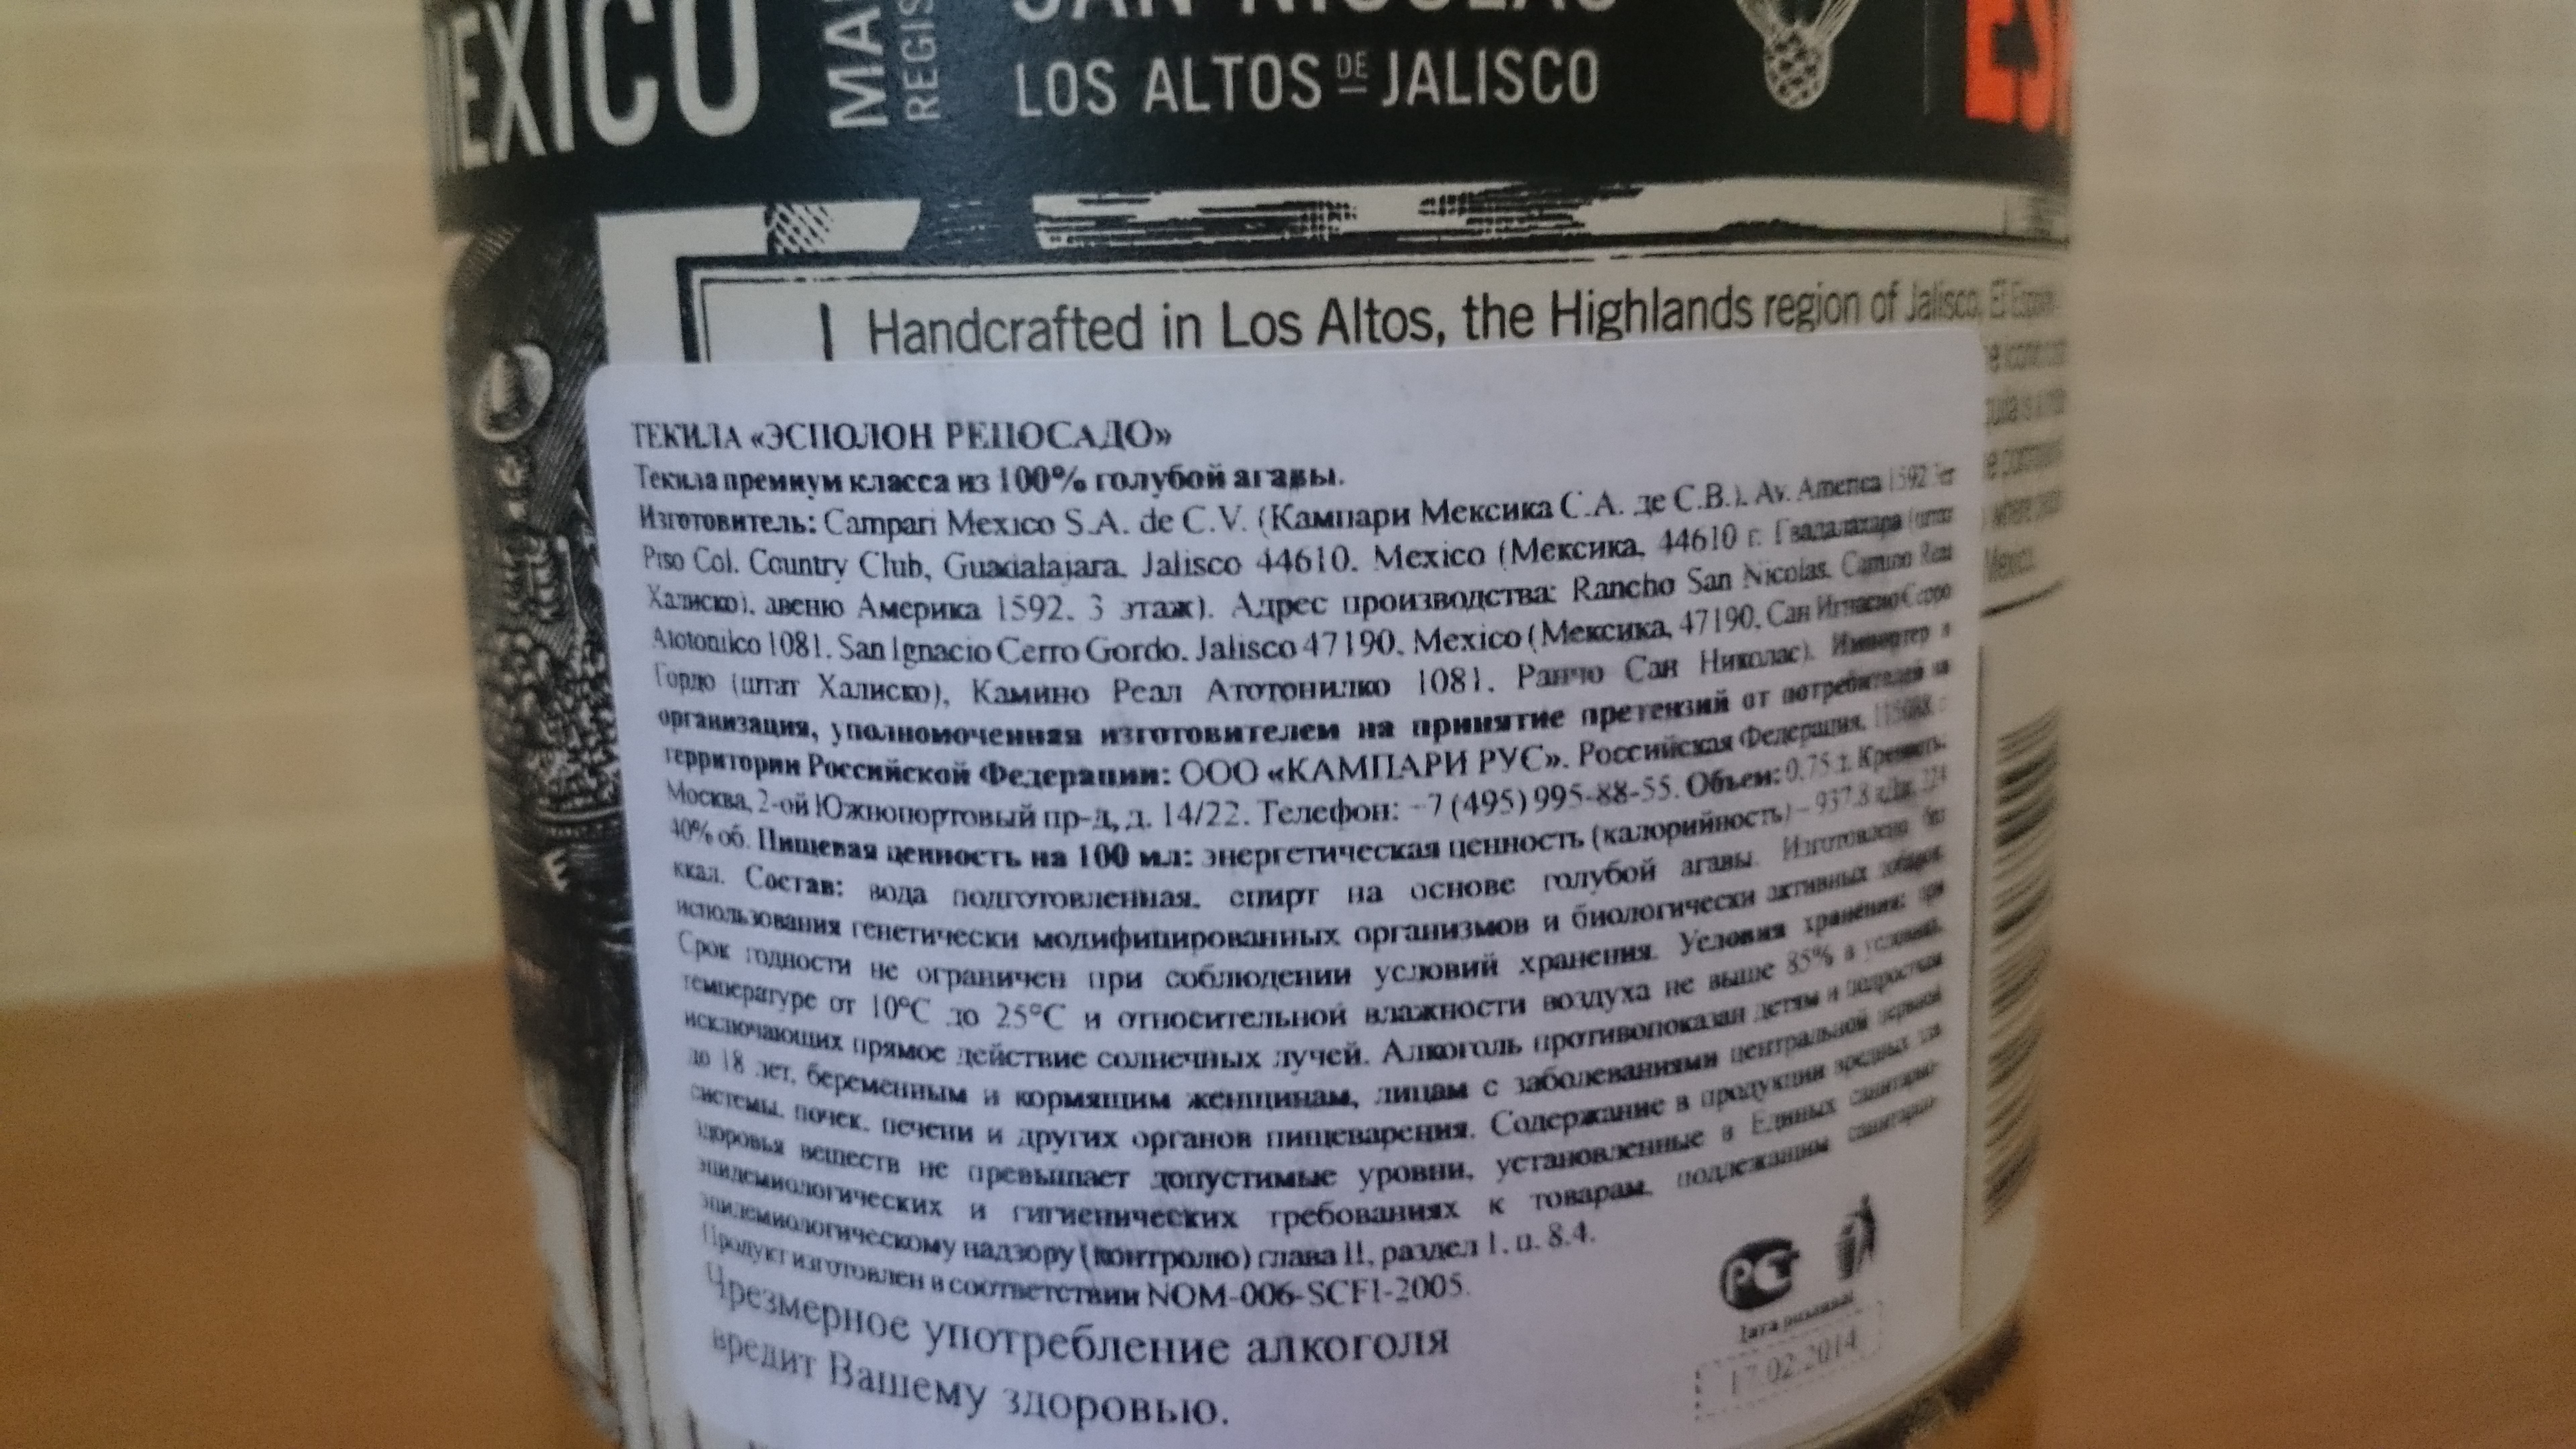 MEXICO
LOS ALTOS DE JALISCO
Handcrafted in Los Altos, the Highlands region of Jalisco, El
ТЕКИЛА «ЭСПОЛОН РЕПОСАДО»
Текила премиум класса из 100% голубой агавы.
Изготовитель: Campari Mexico S.A. de C.V. (Кампари Мексика С.А. де С.В.). Av. America 1592 3er
Piso Col. Country Club, Guadalajara. Jalisco 44610. Mexico (Мексика, 44610 г. Гвадалахара (штат
Халиско). авеню Америка 1592. 3 этаж). Адрес производства: Rancho San Nicolas. Camino Real
Atotonilco 1081. San Ignacio Cerro Gordo. Jalisco 47190. Mexico (Мексика, 47190. Сан Игнасио Серро
Гордо (штат Халиско), Камино Реал Атотонилко 1081. Ранчо Сан Николас). Импортер и
организация, уполномоченная изготовителем на принятие претензий от потребителей на
территории Российской Федерации: ООО «КАМПАРИ РУС». Российская Федерация, 115088. г.
Москва, 2-ой Южнопортовый пр-д, д. 14/22. Телефон: +7 (495) 995-88-55. Объем: 0.75 л. Крепость:
40% об. Пищевая ценность на 100 мл: энергетическая ценность (калорийность) – 937.8 кДж, 224
ккал. Состав: вода подготовленная. спирт на основе голубой агавы. Изготовлено без
использования генетически модифицированных организмов и биологически активных добавок.
Срок годности не ограничен при соблюдении условий хранения. Условия хранения: при
температуре от 10°С до 25°С и относительной влажности воздуха не выше 85% в условиях,
исключающих прямое действие солнечных лучей. Алкоголь противопоказан детям и подросткам
до 18 лет, беременным и кормящим женщинам, лицам с заболеваниями центральной нервной
системы. почек. печени и других органов пищеварения. Содержание в продукции вредных для
здоровья веществ не превышает допустимые уровни, установленные в Единых санитарно-
эпидемиологических и гигиенических требованиях к товарам, подлежащим санитарно-
эпидемиологическому надзору (контролю) глава II, раздел 1. п. 8.4.
Продукт изготовлен в соответствии NOM-006-SCFI-2005.
Чрезмерное употребление алкоголя
вредит Вашему здоровью.
РСТ
Дата розлива:
17.02.2014